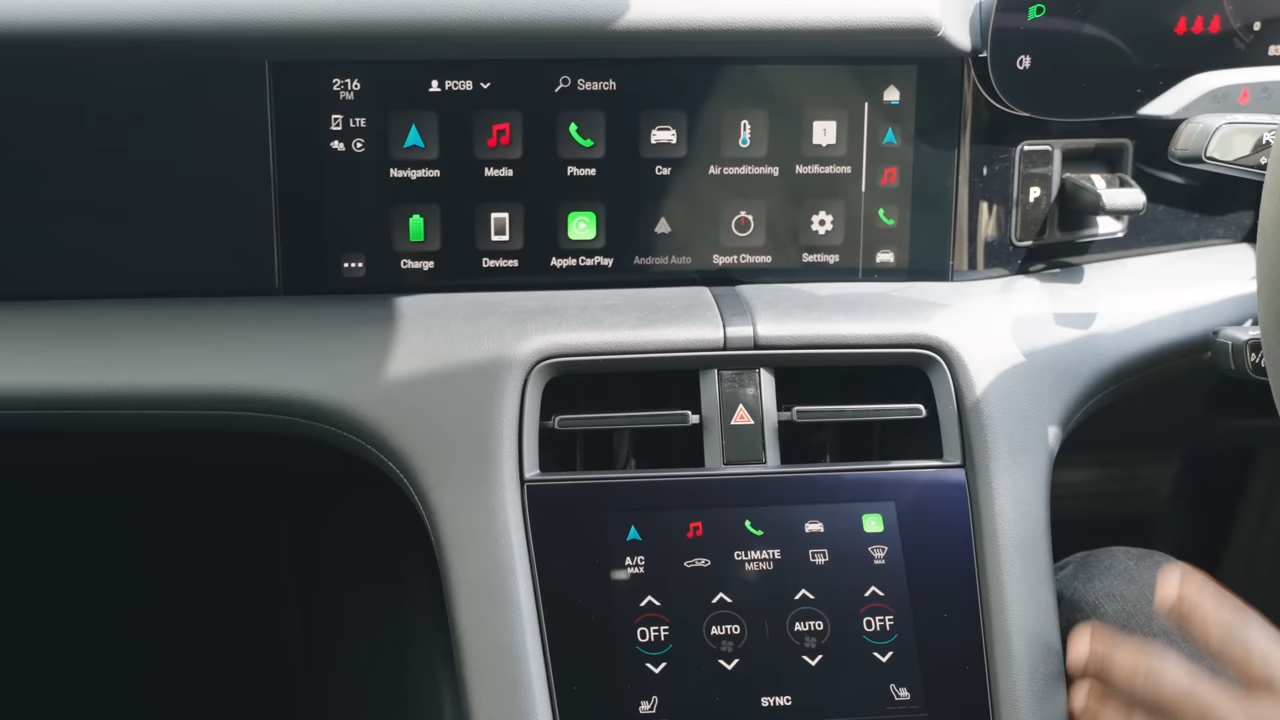 2:16
PM
PCGB
Search
LTE
1
Navigation
Media
Phone
Car
Air conditioning
Notifications
Charge
Devices
Apple CarPlay
Android Auto
Sport Chrono
Settings
0
P
A/C
MAX
CLIMATE
MENU
MAX
OFF
AUTO
AUTO
OFF
SYNC